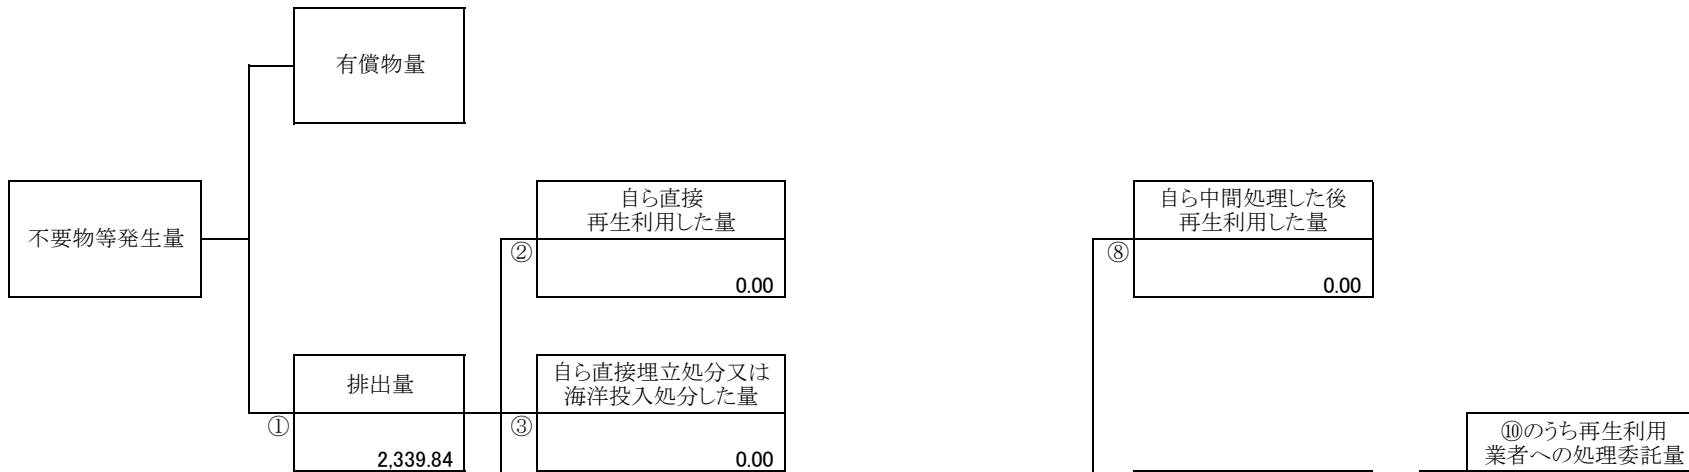 有償物量
不要物等発生量
自ら直接
再生利用した量
②
0.00
自ら中間処理した後
再生利用した量
⑧
0.00
排出量
①
2,339.84
自ら直接埋立処分又は
海洋投入処分した量
③
0.00
⑩のうち再生利用
業者への処理委託量